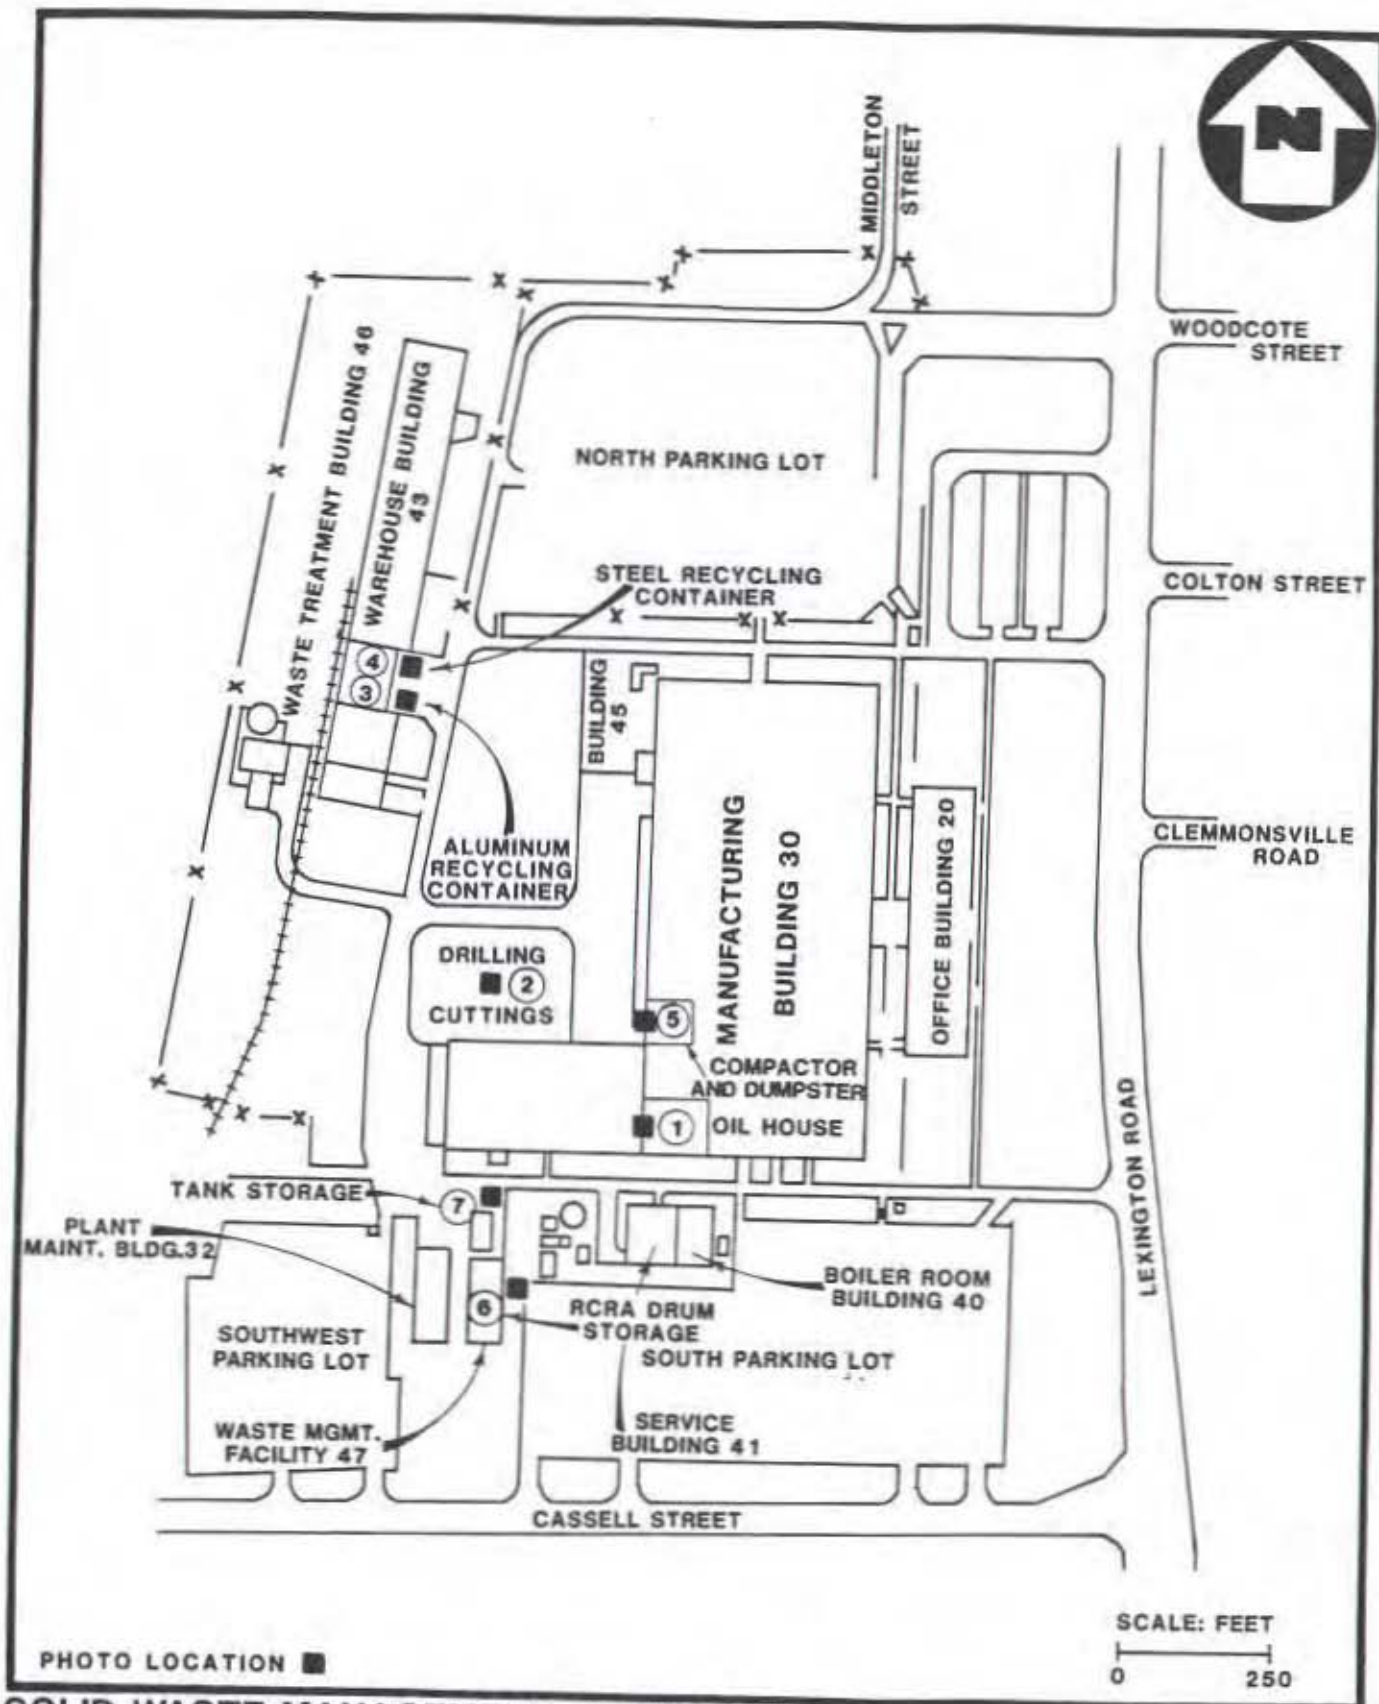 N
MIDDLETON
STREET
WOODCOTE
STREET
WASTE TREATMENT BUILDING 46
WAREHOUSE BUILDING
43
NORTH PARKING LOT
STEEL RECYCLING
CONTAINER
COLTON STREET
4
3
BUILDING
45
ALUMINUM
RECYCLING
CONTAINER
MANUFACTURING
BUILDING 30
OFFICE BUILDING 20
CLEMMONSVILLE
ROAD
DRILLING
2
CUTTINGS
5
COMPACTOR
AND DUMPSTER
1 OIL HOUSE
LEXINGTON ROAD
TANK STORAGE
7
PLANT
MAINT. BLDG.32
BOILER ROOM
BUILDING 40
6
RCRA DRUM
STORAGE
SOUTHWEST
PARKING LOT
SOUTH PARKING LOT
WASTE MGMT.
FACILITY 47
SERVICE
BUILDING 41
CASSELL STREET
SCALE: FEET
0 250
PHOTO LOCATION
SOLID WASTE